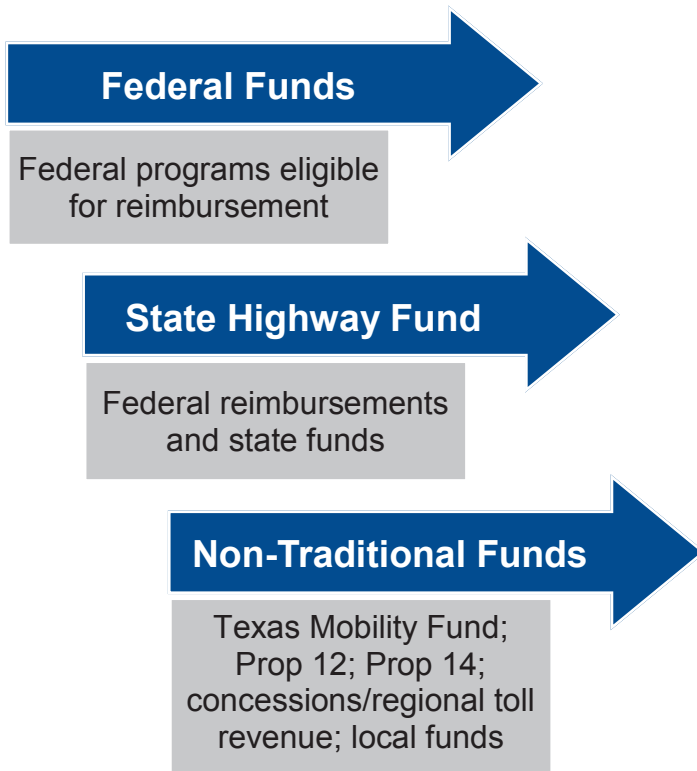 Federal Funds
Federal programs eligible
for reimbursement
State Highway Fund
Federal reimbursements
and state funds
Non-Traditional Funds
Texas Mobility Fund;
Prop 12; Prop 14;
concessions/regional toll
revenue; local funds